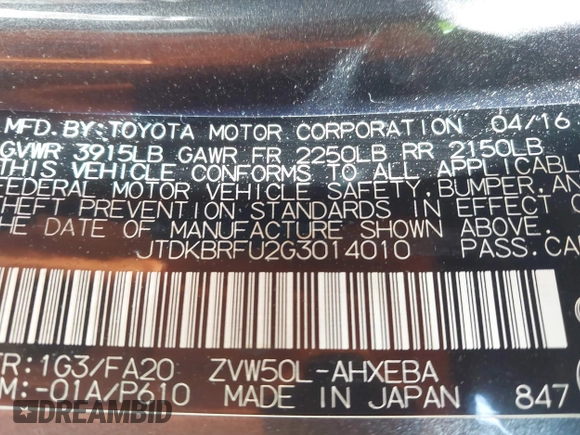 MFD. BY: TOYOTA MOTOR CORPORATION 04/16
GVWR 3915LB GAWR FR 2250LB RR 2150LB
THIS VEHICLE CONFORMS TO ALL APPLICABL
FEDERAL MOTOR VEHICLE SAFETY, BUMPER, AN
THEFT PREVENTION STANDARDS IN EFFECT
THE DATE OF MANUFACTURE SHOWN ABOVE.
JTDKBRFU2G3014010 PASS. CA
TR: 1G3/FA20 ZVW50L-AHXEBA
M: -01A/P610 MADE IN JAPAN 847
DREAMBID